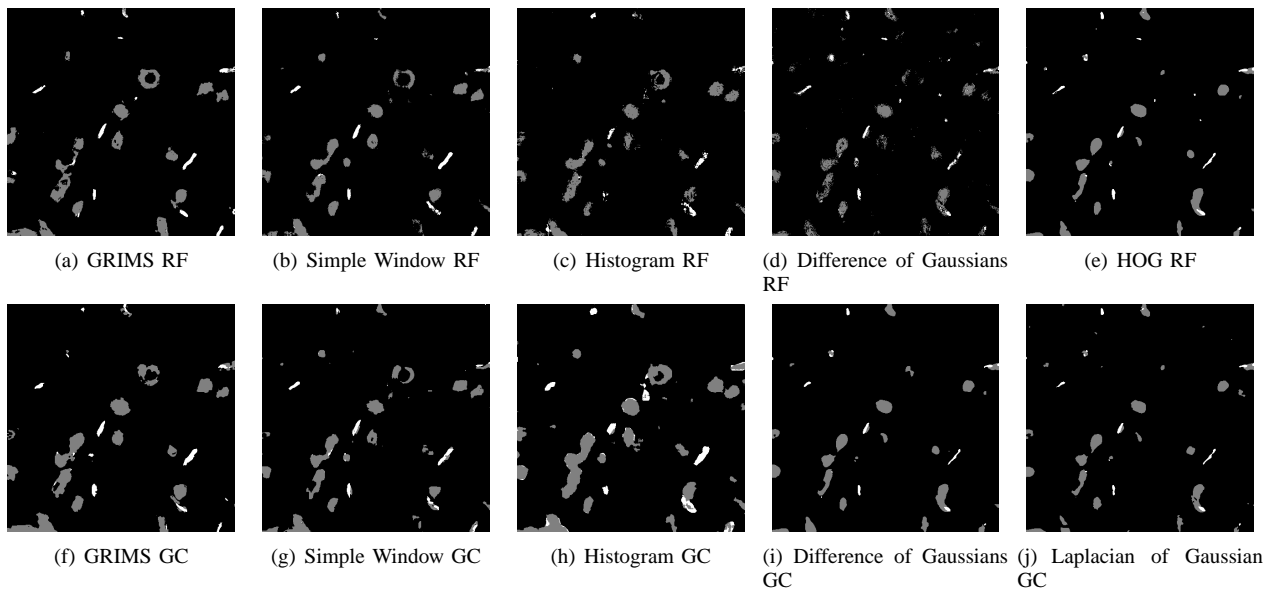 (a) GRIMS RF
(b) Simple Window RF
(c) Histogram RF
(d) Difference of Gaussians
RF
(e) HOG RF
(f) GRIMS GC
(g) Simple Window GC
(h) Histogram GC
(i) Difference of Gaussians
GC
(j) Laplacian of Gaussian
GC